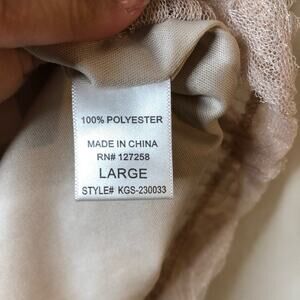 100% POLYESTER
MADE IN CHINA
RN# 127258
LARGE
STYLE# KGS-230033